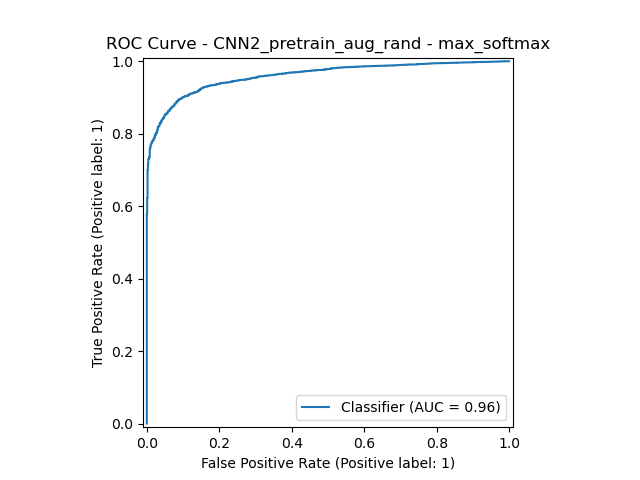 ROC Curve - CNN2_pretrain_aug_rand - max_softmax
1.0
0.8
0.6
0.4
0.2
0.0
True Positive Rate (Positive label: 1)
Classifier (AUC = 0.96)
0.0 0.2 0.4 0.6 0.8 1.0
False Positive Rate (Positive label: 1)